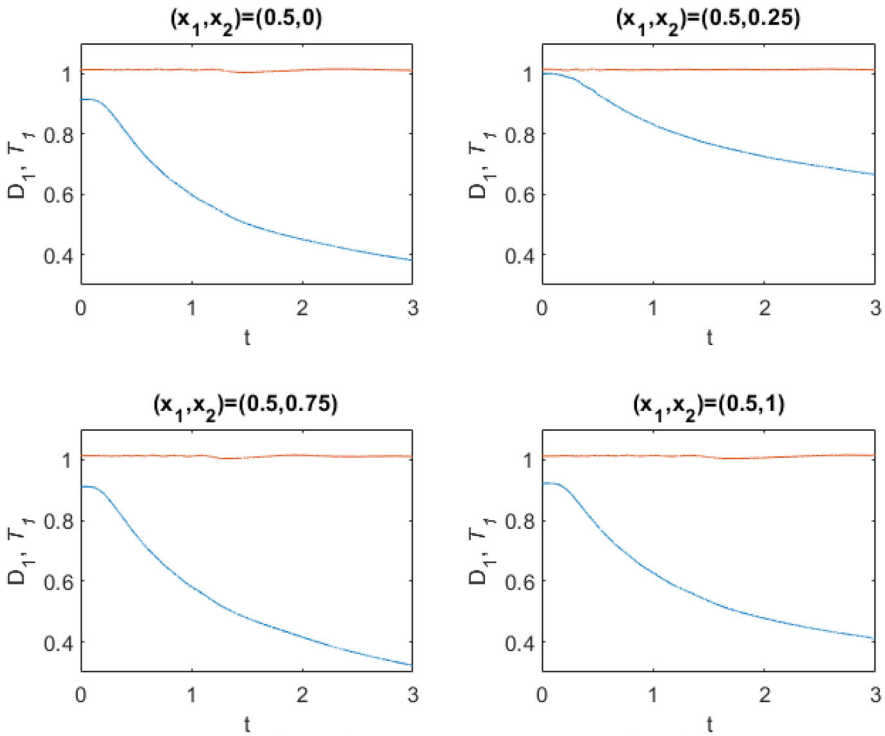 (x1,x2)=(0.5,0)
D1, T1
1
0.8
0.6
0.4
0 1 2 3
t
(x1,x2)=(0.5,0.25)
D1, T1
1
0.8
0.6
0.4
0 1 2 3
t
(x1,x2)=(0.5,0.75)
D1, T1
1
0.8
0.6
0.4
0 1 2 3
t
(x1,x2)=(0.5,1)
D1, T1
1
0.8
0.6
0.4
0 1 2 3
t